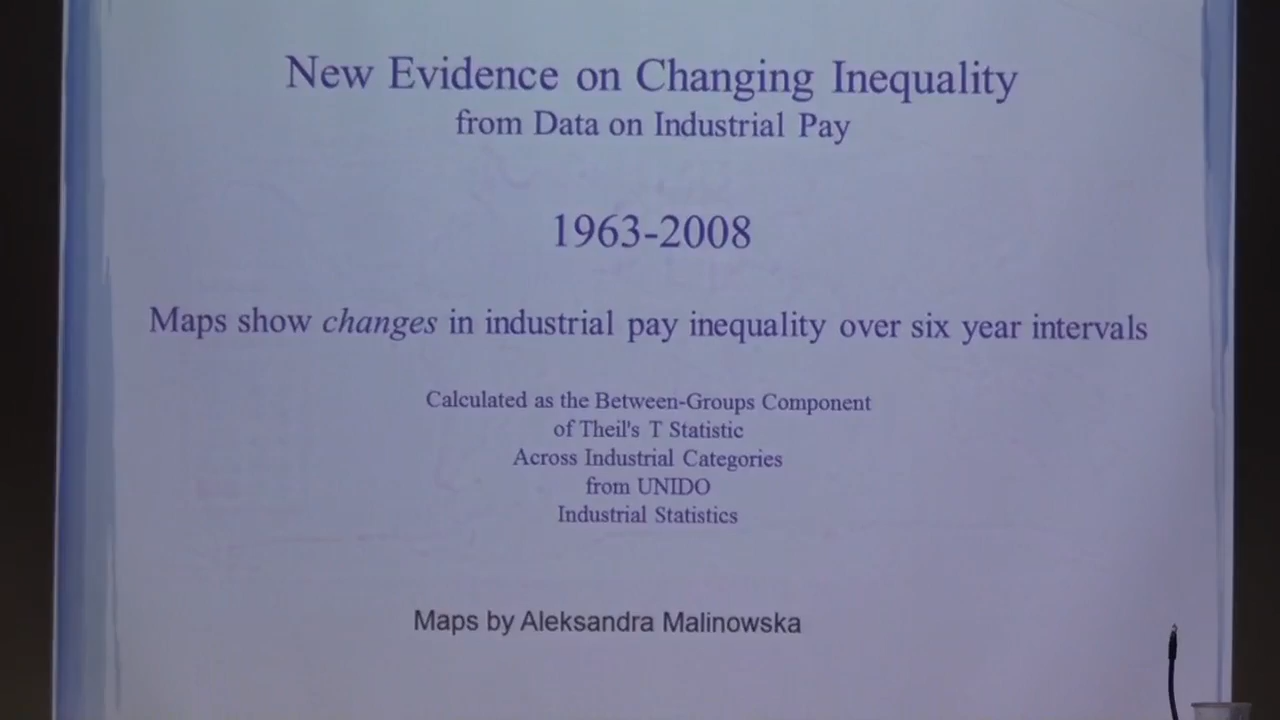 New Evidence on Changing Inequality
from Data on Industrial Pay
1963-2008
Maps show changes in industrial pay inequality over six year intervals
Calculated as the Between-Groups Component
of Theil's T Statistic
Across Industrial Categories
from UNIDO
Industrial Statistics
Maps by Aleksandra Malinowska